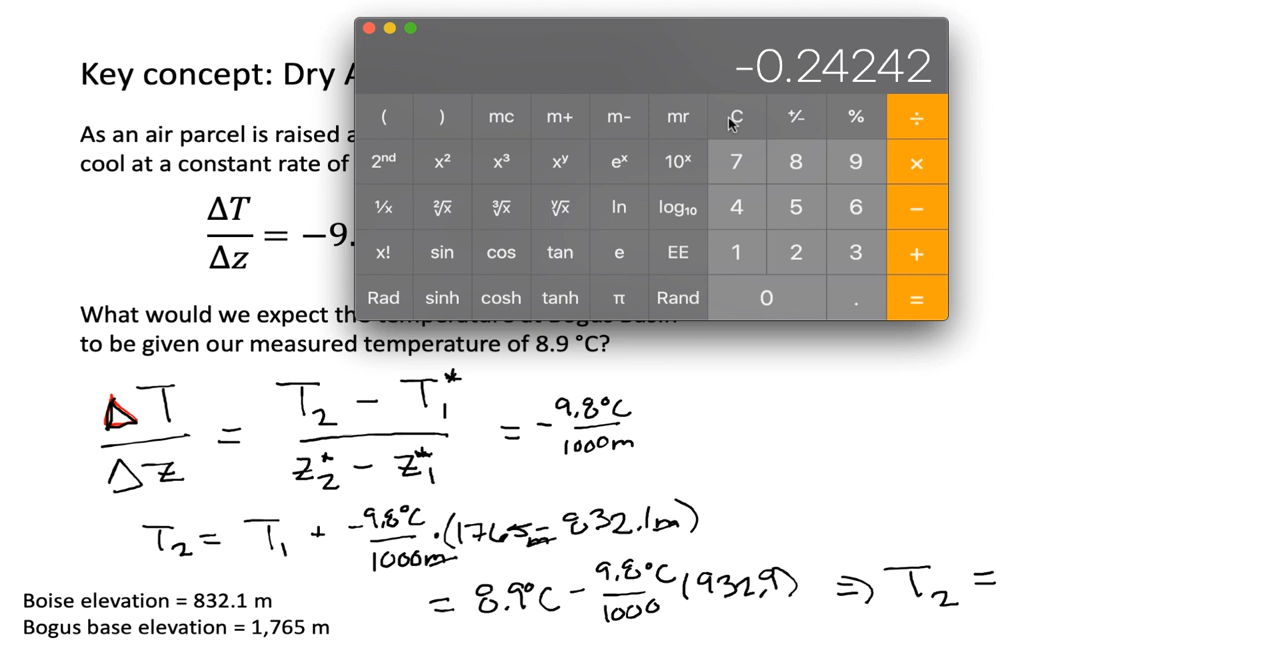 Key concept: Dry A
-0.24242
As an air parcel is raised a
cool at a constant rate of
( ) mc m+ m- mr C +/- % ÷
2nd x² x³ xʸ eˣ 10ˣ 7 8 9 ×
¹/x ²√x ³√x ʸ√x ln log₁₀ 4 5 6 −
x! sin cos tan e EE 1 2 3 +
Rad sinh cosh tanh π Rand 0 . =
ΔT/Δz = −9.
What would we expect the temperature at Bogus Basin
to be given our measured temperature of 8.9 °C?
ΔT/ΔZ = (T₂ − T₁*)/(Z₂* − Z₁*) = − 9.8°C/1000m
T₂ = T₁ + −9.8°C/1000m · (1765m − 832.1m)
= 8.9°C − 9.8°C/1000 (932.9) ⇒ T₂ =
Boise elevation = 832.1 m
Bogus base elevation = 1,765 m